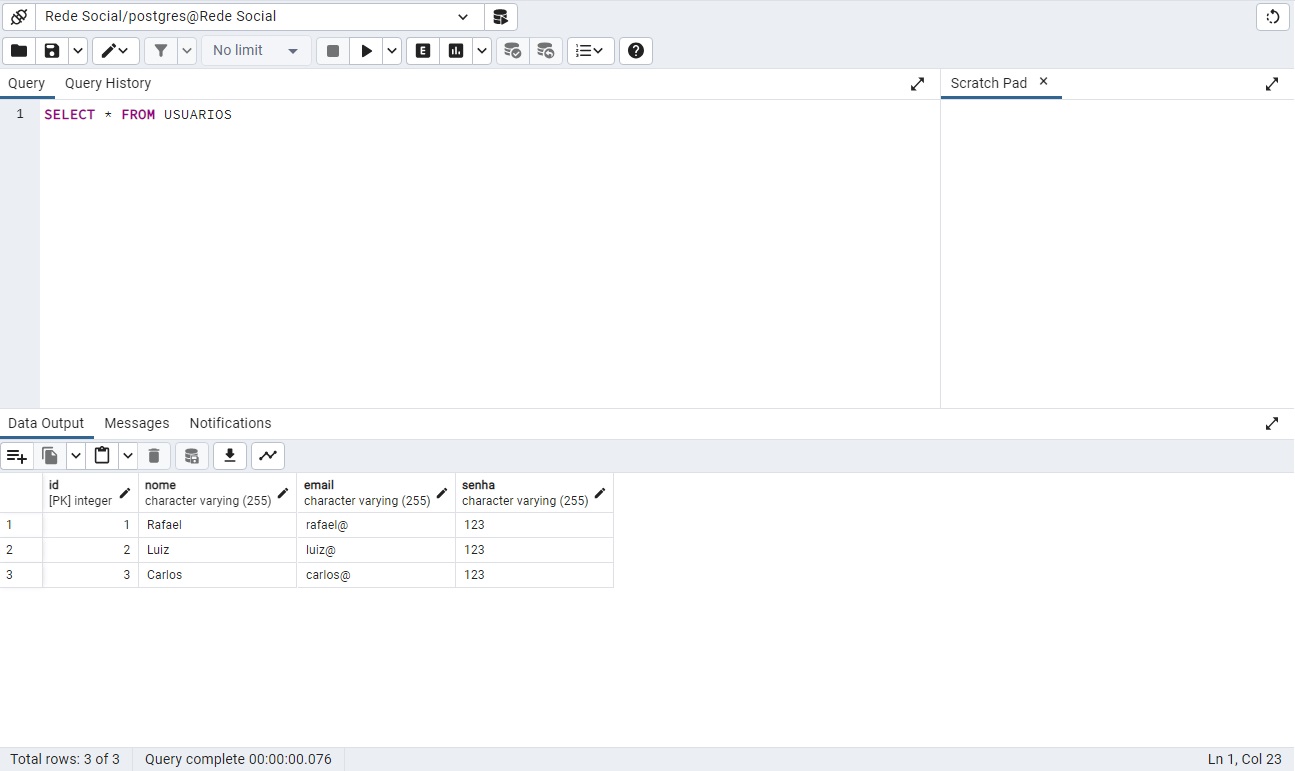 Rede Social/postgres@Rede Social
No limit
E
Query Query History
Scratch Pad
1 SELECT * FROM USUARIOS
Data Output Messages Notifications
id nome email senha
[PK] integer character varying (255) character varying (255) character varying (255)
1 1 Rafael rafael@ 123
2 2 Luiz luiz@ 123
3 3 Carlos carlos@ 123
Total rows: 3 of 3 Query complete 00:00:00.076 Ln 1, Col 23